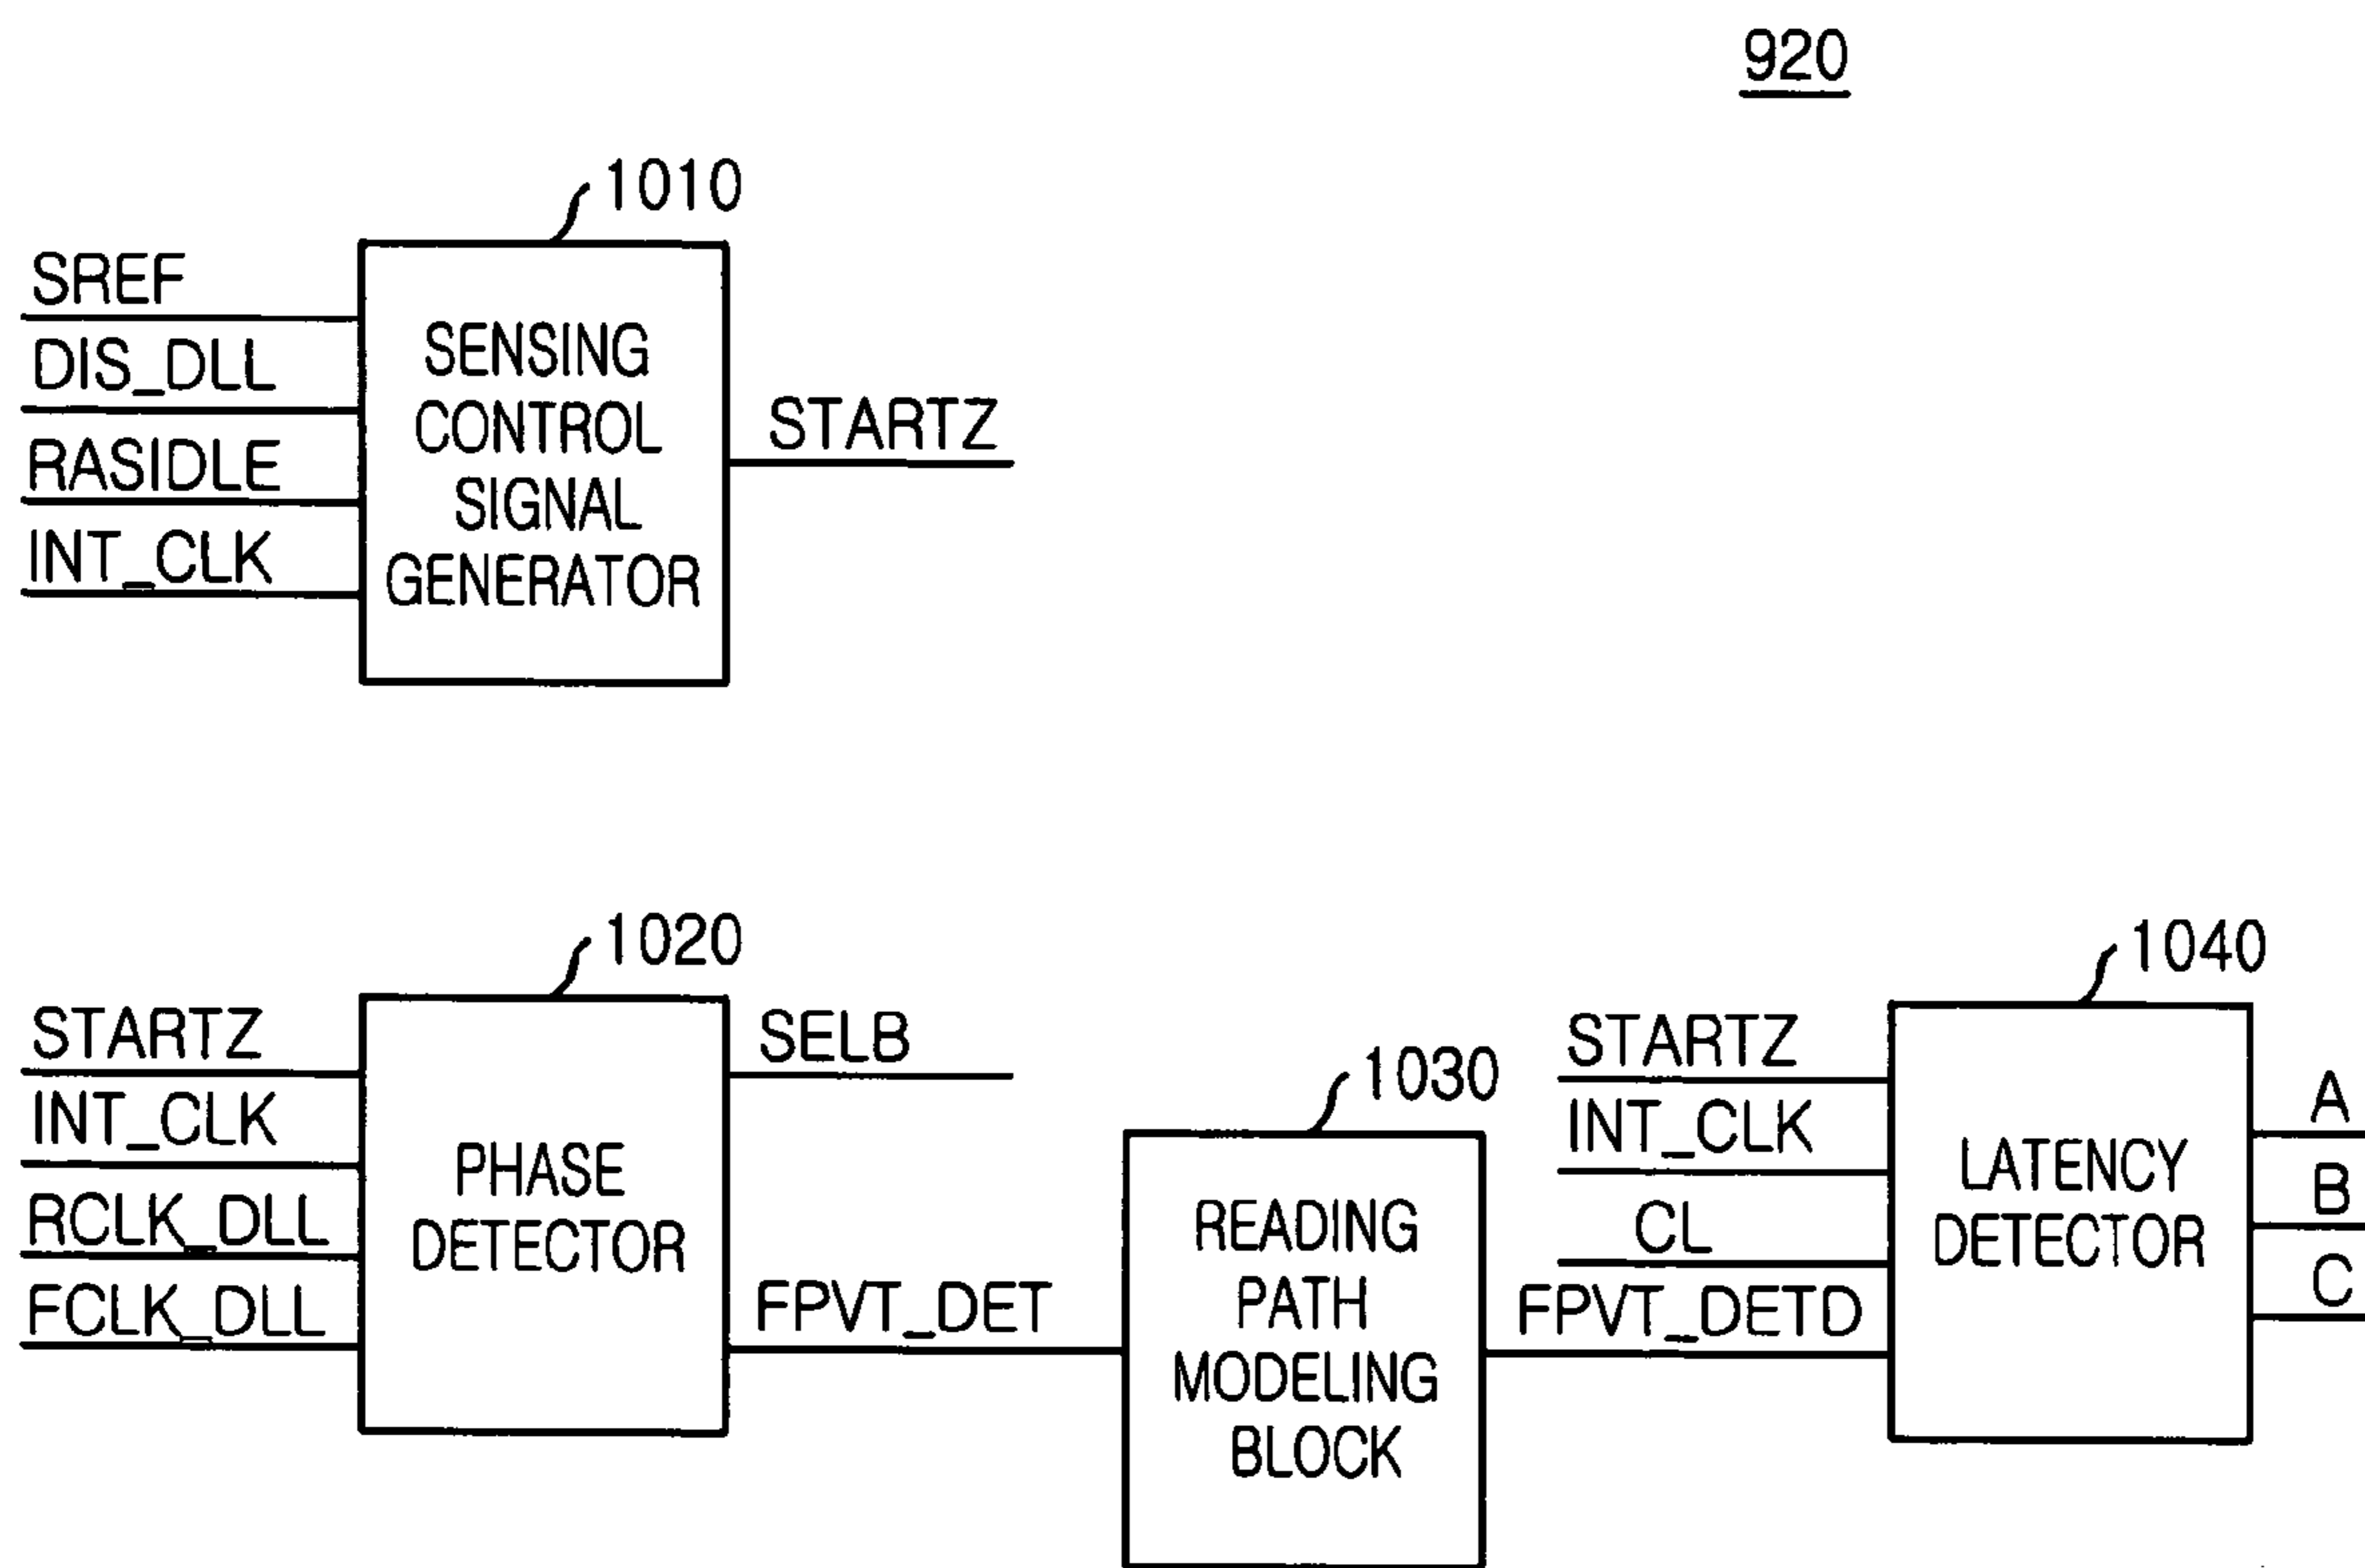 920
1010
SREF
DIS_DLL
RASIDLE
INT_CLK
SENSING
CONTROL
SIGNAL
GENERATOR
STARTZ
1020
STARTZ
INT_CLK
RCLK_DLL
FCLK_DLL
PHASE
DETECTOR
SELB
FPVT_DET
1030
READING
PATH
MODELING
BLOCK
1040
STARTZ
INT_CLK
CL
FPVT_DETD
LATENCY
DETECTOR
A
B
C